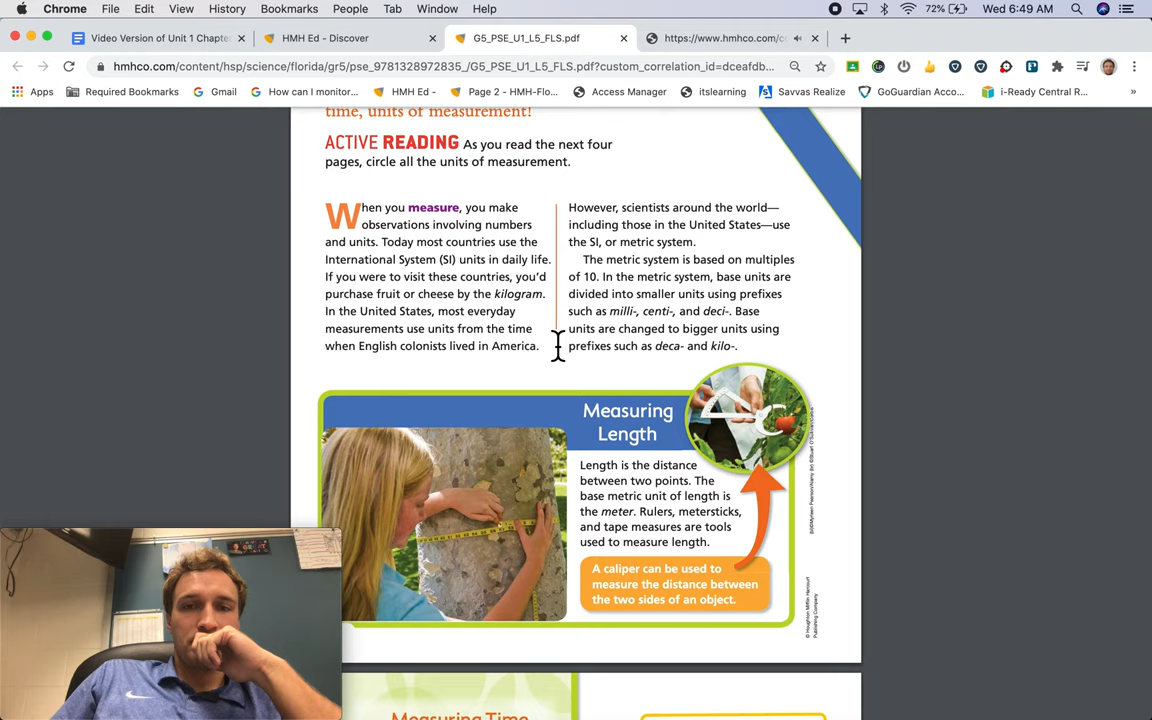 Chrome File Edit View History Bookmarks People Tab Window Help 72% Wed 6:49 AM
Video Version of Unit 1 Chapte
HMH Ed - Discover
G5_PSE_U1_L5_FLS.pdf
https://www.hmhco.com/c
hmhco.com/content/hsp/science/florida/gr5/pse_9781328972835_/G5_PSE_U1_L5_FLS.pdf?custom_correlation_id=dceafdb...
Apps Required Bookmarks Gmail How can I monitor... HMH Ed - Page 2 - HMH-Flo... Access Manager itslearning Savvas Realize GoGuardian Acco... i-Ready Central R... »
time, units of measurement!
ACTIVE READING As you read the next four
pages, circle all the units of measurement.
When you measure, you make
observations involving numbers
and units. Today most countries use the
International System (SI) units in daily life.
If you were to visit these countries, you'd
purchase fruit or cheese by the kilogram.
In the United States, most everyday
measurements use units from the time
when English colonists lived in America.
However, scientists around the world—
including those in the United States—use
the SI, or metric system.
The metric system is based on multiples
of 10. In the metric system, base units are
divided into smaller units using prefixes
such as milli-, centi-, and deci-. Base
units are changed to bigger units using
prefixes such as deca- and kilo-.
Measuring
Length
Length is the distance
between two points. The
base metric unit of length is
the meter. Rulers, metersticks,
and tape measures are tools
used to measure length.
A caliper can be used to
measure the distance between
the two sides of an object.
© Houghton Mifflin Harcourt
Publishing Company
GREAT
Measuring Time